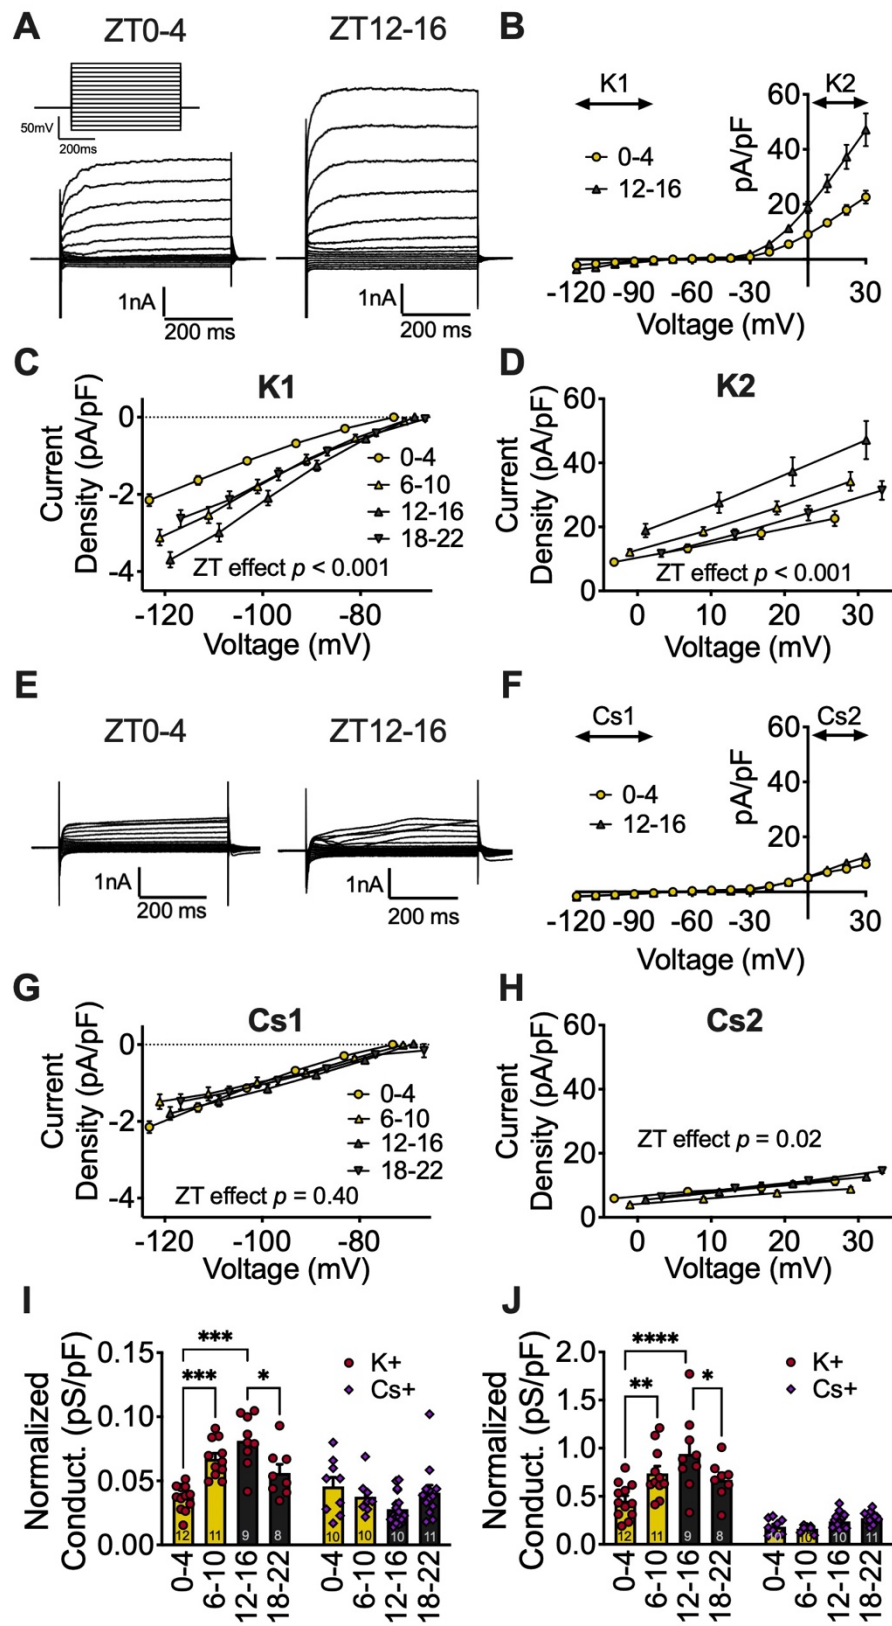 A
ZT0-4
ZT12-16
50mV
200ms
1nA
200 ms
1nA
200 ms
B
K1
K2
0-4
12-16
pA/pF
60
40
20
-120 -90 -60 -30 30
Voltage (mV)
C
K1
Current
Density (pA/pF)
0
-2
-4
0-4
6-10
12-16
18-22
ZT effect p < 0.001
-120 -100 -80
Voltage (mV)
D
K2
Current
Density (pA/pF)
60
40
20
0
ZT effect p < 0.001
0 10 20 30
Voltage (mV)
E
ZT0-4
ZT12-16
1nA
200 ms
1nA
200 ms
F
Cs1
Cs2
0-4
12-16
pA/pF
60
40
20
-120 -90 -60 -30 30
Voltage (mV)
G
Cs1
Current
Density (pA/pF)
0
-2
-4
0-4
6-10
12-16
18-22
ZT effect p = 0.40
-120 -100 -80
Voltage (mV)
H
Cs2
Current
Density (pA/pF)
60
40
20
0
ZT effect p = 0.02
0 10 20 30
Voltage (mV)
I
Normalized
Conduct. (pS/pF)
0.15
0.10
0.05
0.00
***
***
*
K+
Cs+
12 11 9 8 10 10 10 11
0-4 6-10 12-16 18-22 0-4 6-10 12-16 18-22
J
Normalized
Conduct. (pS/pF)
2.0
1.5
1.0
0.5
0.0
****
**
*
K+
Cs+
12 11 9 8 10 10 10 11
0-4 6-10 12-16 18-22 0-4 6-10 12-16 18-22